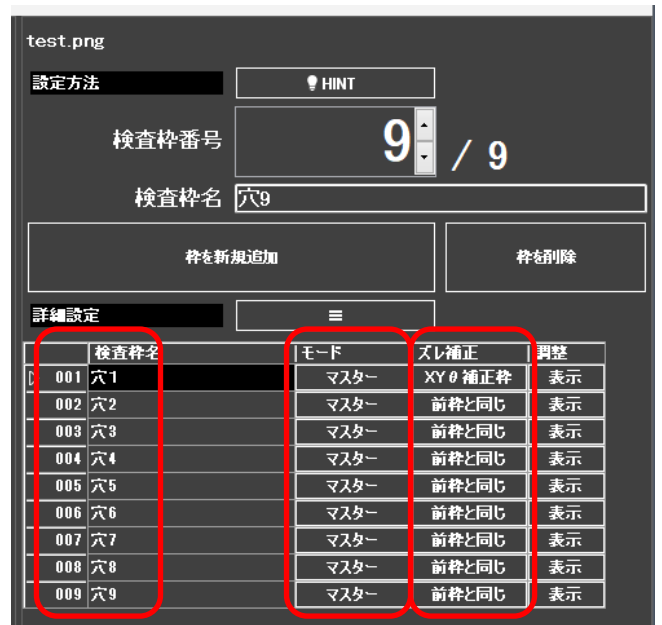 test.png
設定方法 HINT
検査枠番号 9 / 9
検査枠名 穴9
枠を新規追加 枠を削除
詳細設定 ≡
検査枠名 モード ズレ補正 調整
001 穴1 マスター XYθ補正枠 表示
002 穴2 マスター 前枠と同じ 表示
003 穴3 マスター 前枠と同じ 表示
004 穴4 マスター 前枠と同じ 表示
005 穴5 マスター 前枠と同じ 表示
006 穴6 マスター 前枠と同じ 表示
007 穴7 マスター 前枠と同じ 表示
008 穴8 マスター 前枠と同じ 表示
009 穴9 マスター 前枠と同じ 表示